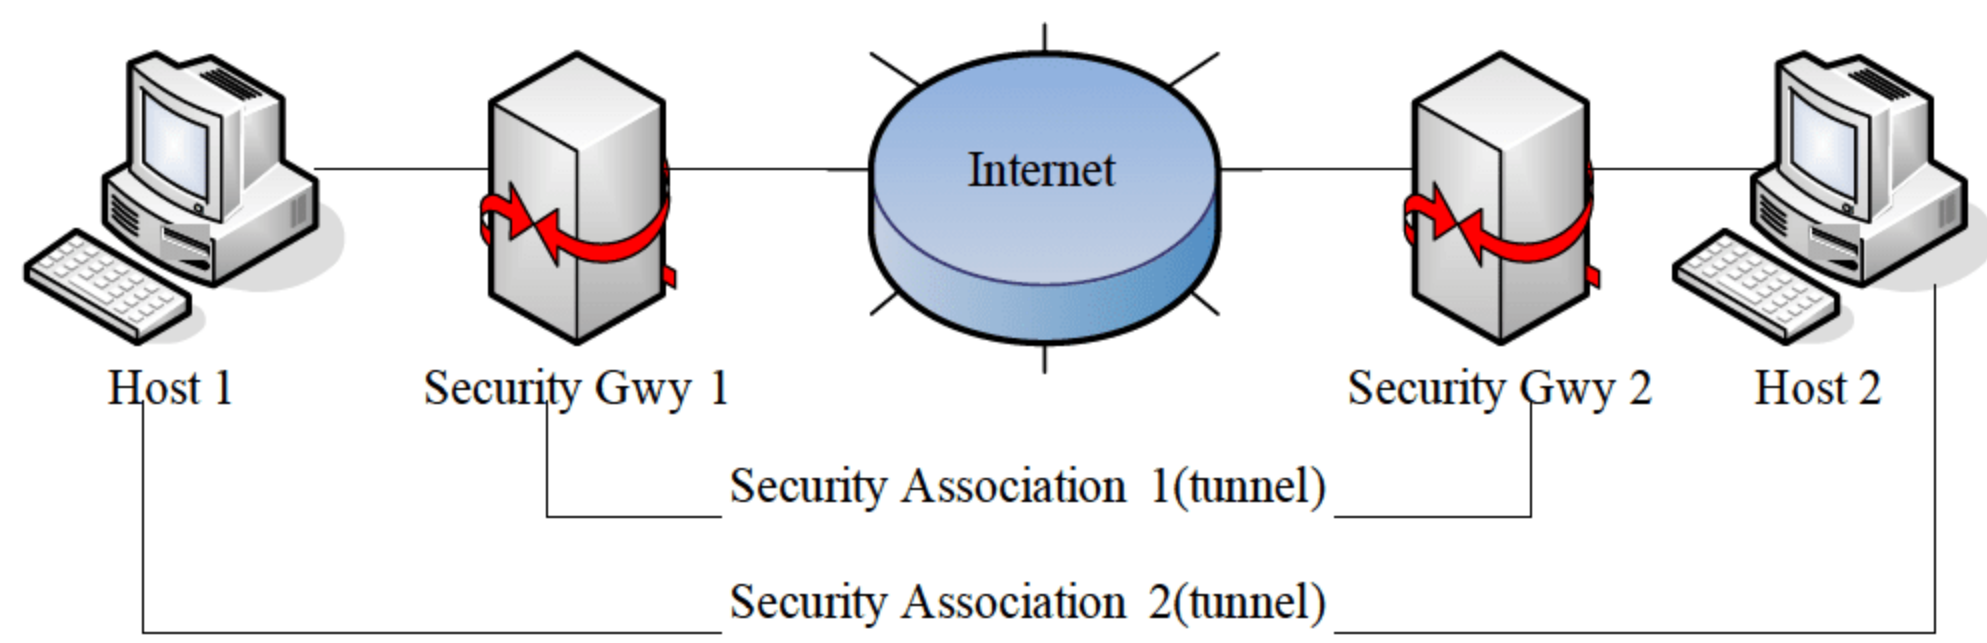 Internet
Host 1
Security Gwy 1
Security Gwy 2
Host 2
Security Association 1(tunnel)
Security Association 2(tunnel)